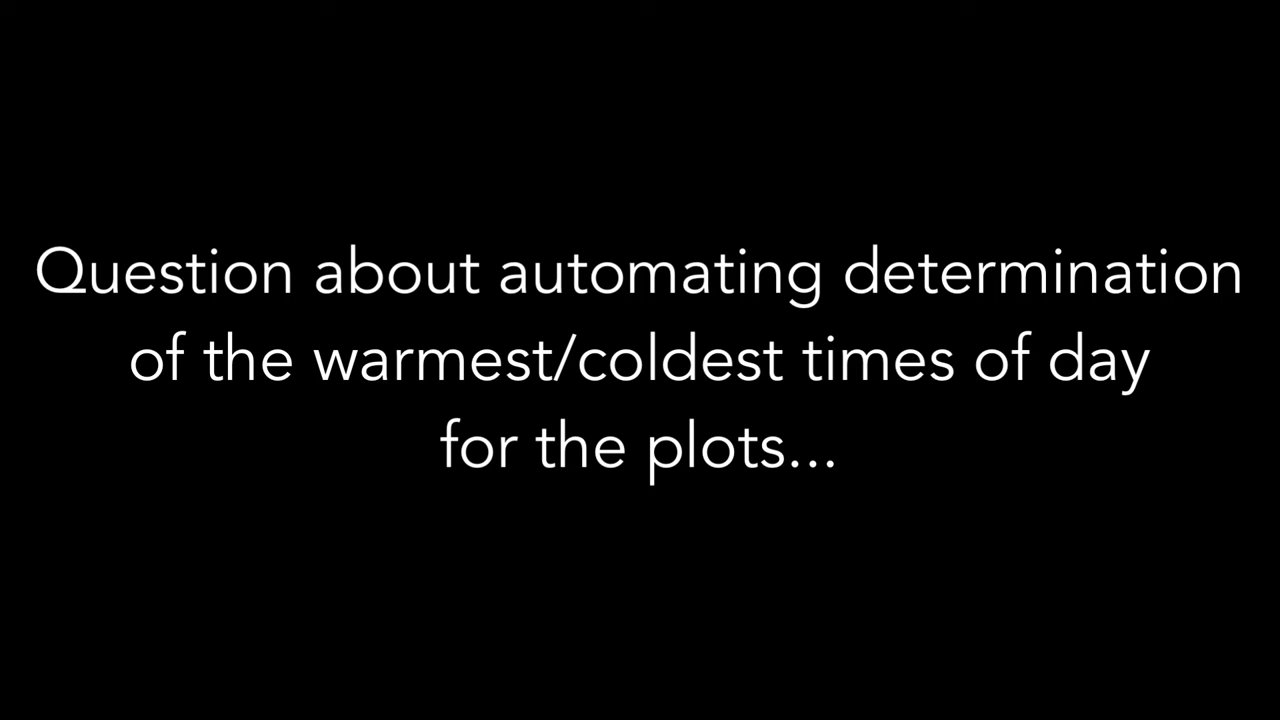 Question about automating determination
of the warmest/coldest times of day
for the plots...